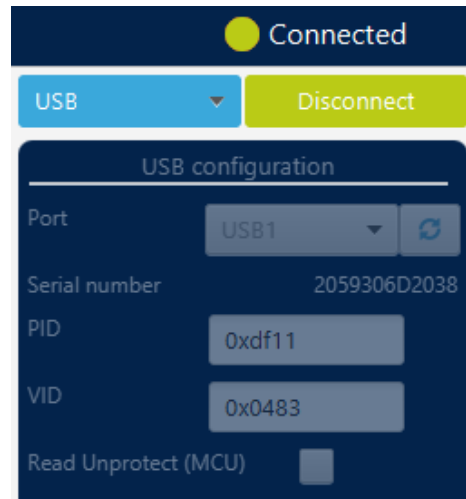 Connected
USB Disconnect
USB configuration
Port USB1
Serial number 2059306D2038
PID 0xdf11
VID 0x0483
Read Unprotect (MCU)